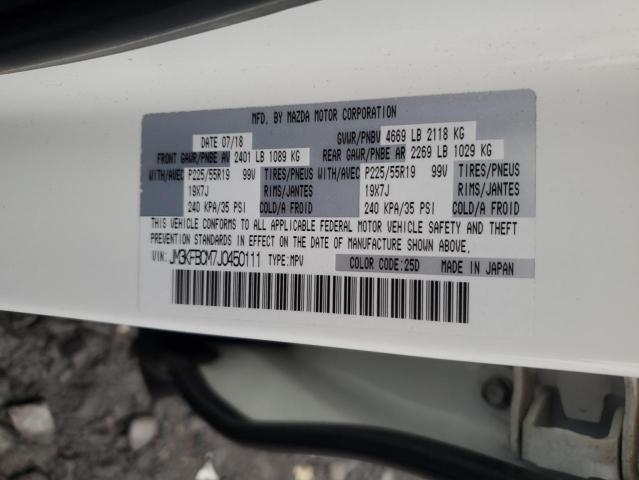 MFD. BY MAZDA MOTOR CORPORATION
DATE 07/18 GVWR/PNBV 4669 LB 2118 KG
FRONT GAWR/PNBE AV 2401 LB 1089 KG REAR GAWR/PNBE AR 2269 LB 1029 KG
WITH/AVEC P225/55R19 99V TIRES/PNEUS WITH/AVEC P225/55R19 99V TIRES/PNEUS
19X7J RIMS/JANTES 19X7J RIMS/JANTES
240 KPA/35 PSI COLD/A FROID 240 KPA/35 PSI COLD/A FROID
THIS VEHICLE CONFORMS TO ALL APPLICABLE FEDERAL MOTOR VEHICLE SAFETY AND THEFT
PREVENTION STANDARDS IN EFFECT ON THE DATE OF MANUFACTURE SHOWN ABOVE.
VIN: JM3KFBCM7J0450111 TYPE:MPV COLOR CODE:25D MADE IN JAPAN